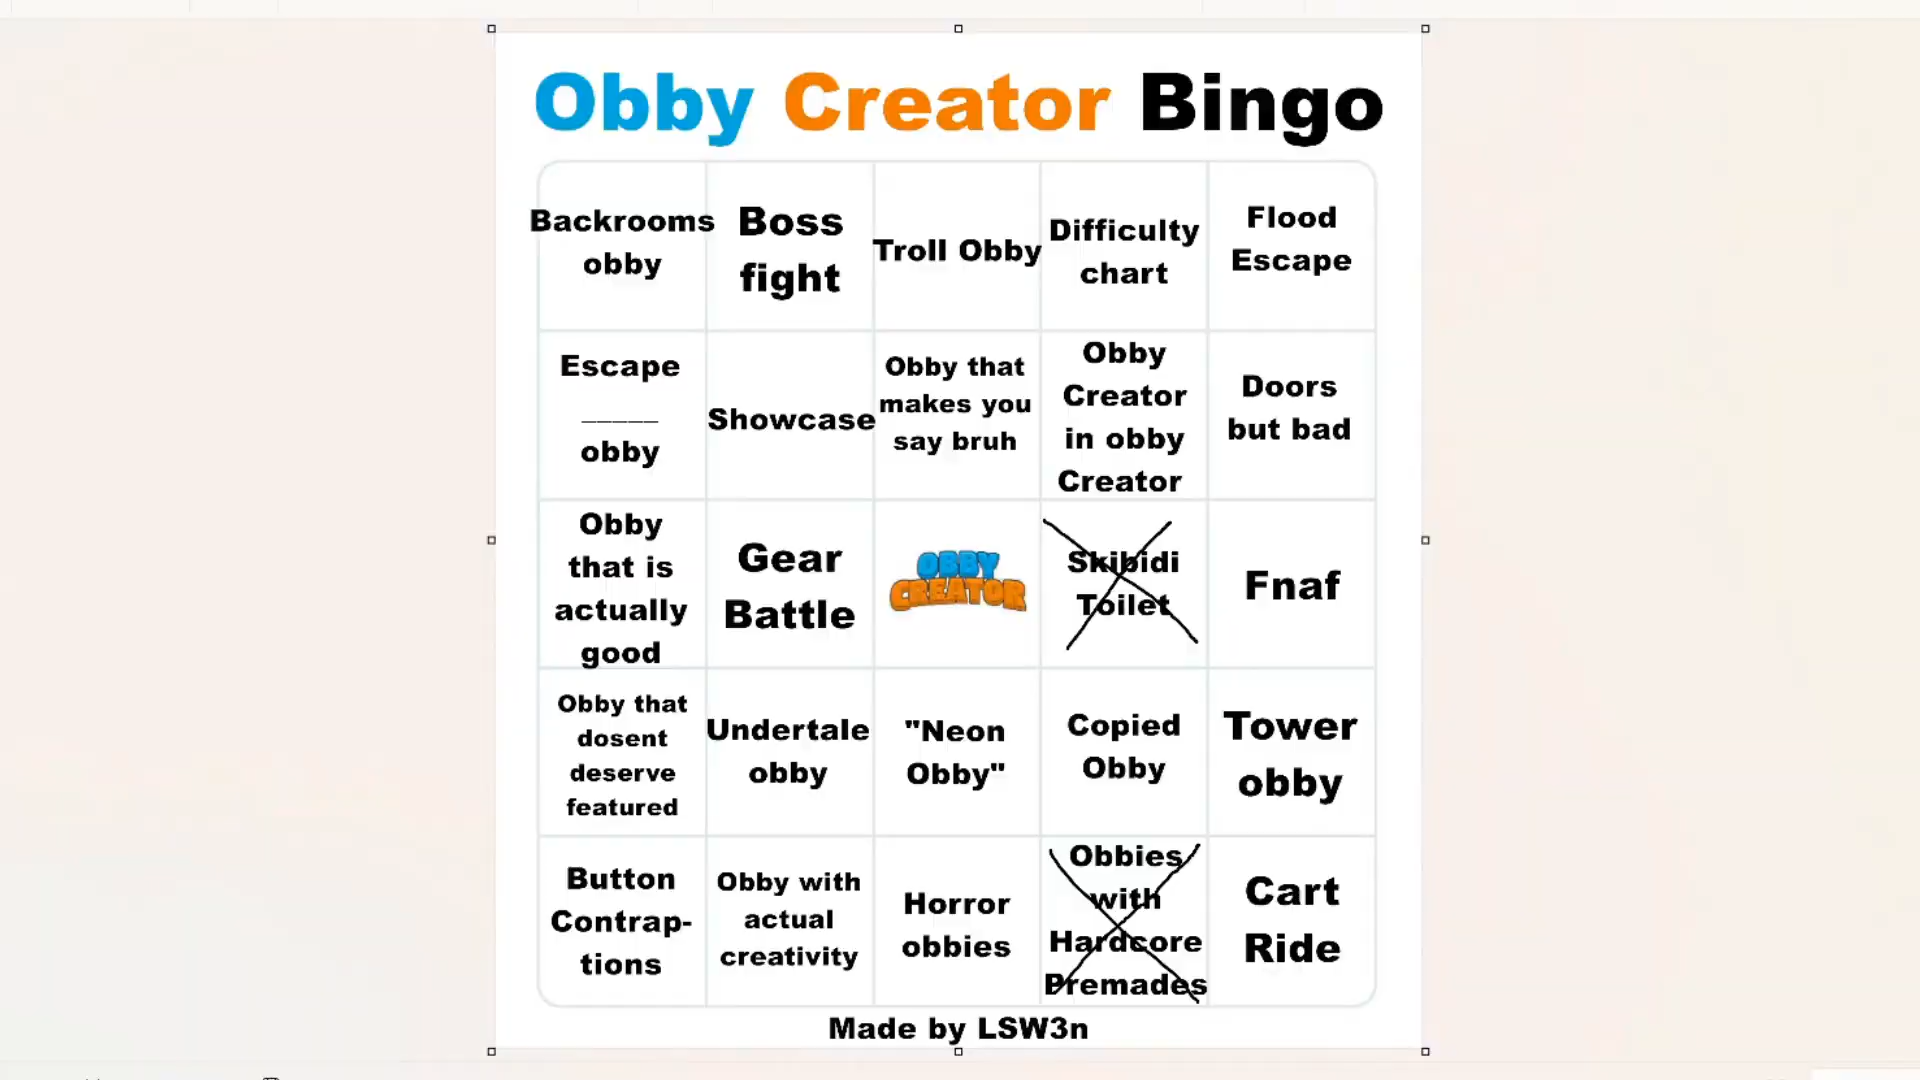 Obby Creator Bingo
Backrooms
obby
Boss
fight
Troll Obby
Difficulty
chart
Flood
Escape
Escape
_____
obby
Showcase
Obby that
makes you
say bruh
Obby
Creator
in obby
Creator
Doors
but bad
Obby
that is
actually
good
Gear
Battle
OBBY
CREATOR
Skibidi
Toilet
Fnaf
Obby that
dosent
deserve
featured
Undertale
obby
"Neon
Obby"
Copied
Obby
Tower
obby
Button
Contrap-
tions
Obby with
actual
creativity
Horror
obbies
Obbies
with
Hardcore
Premades
Cart
Ride
Made by LSW3n